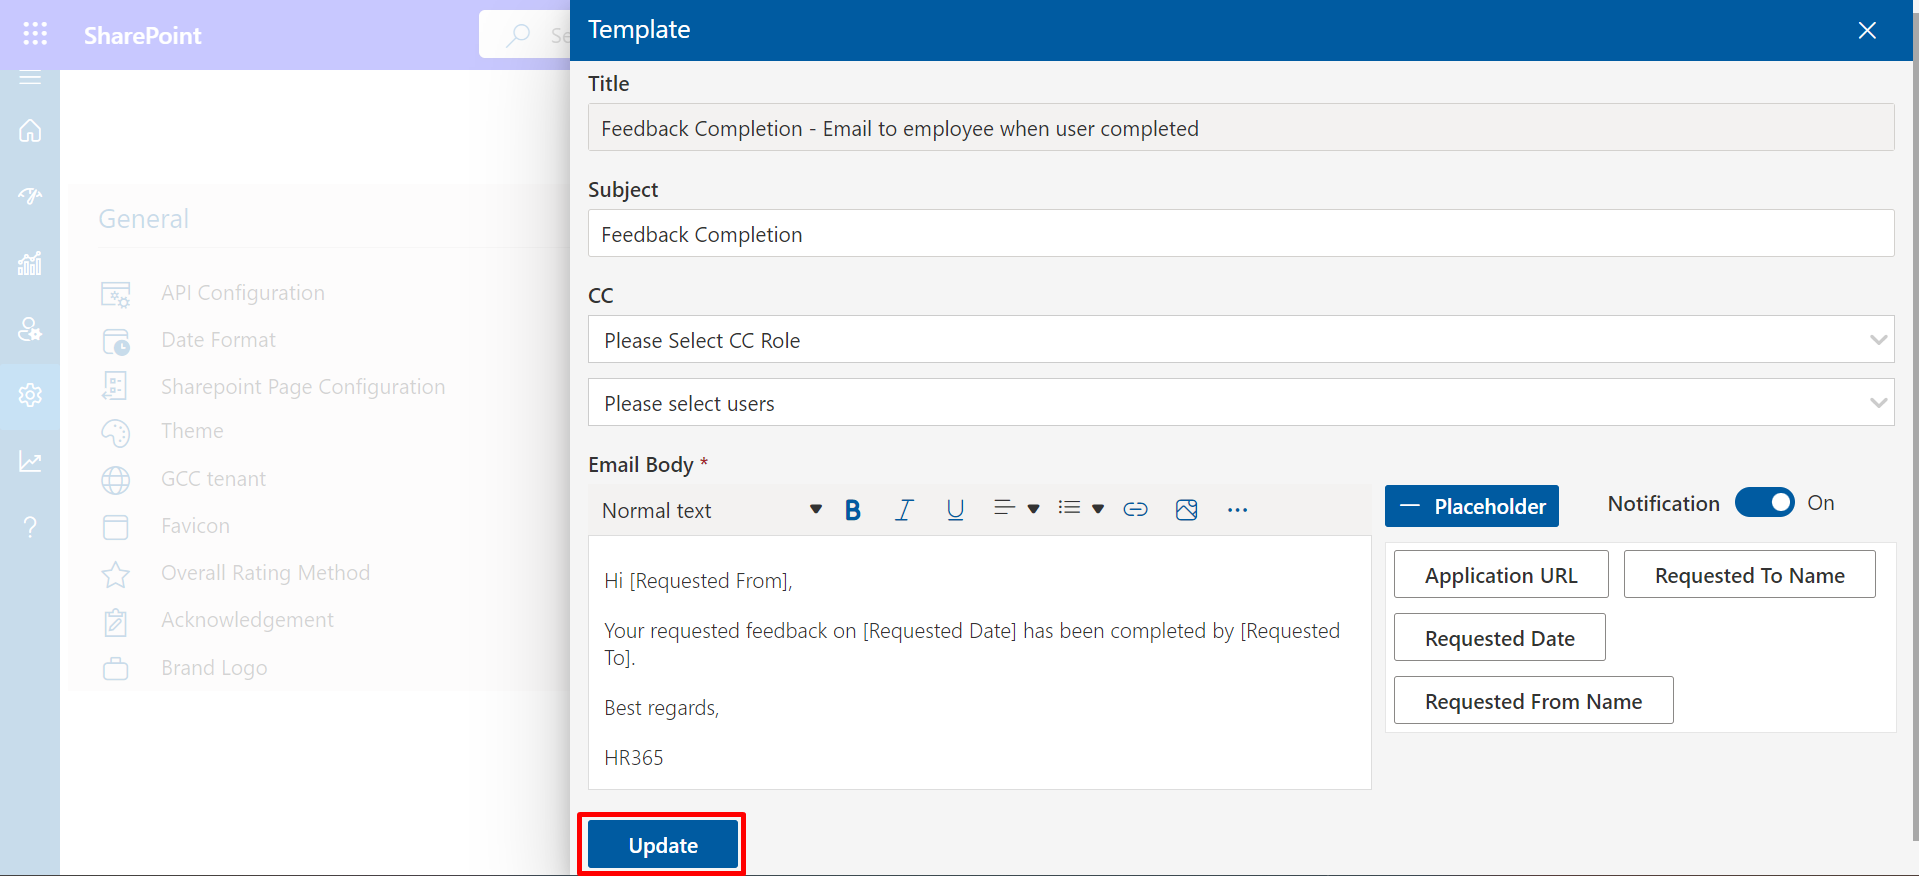 SharePoint
Se
General
API Configuration
Date Format
Sharepoint Page Configuration
Theme
GCC tenant
Favicon
Overall Rating Method
Acknowledgement
Brand Logo
Template
Title
Feedback Completion - Email to employee when user completed
Subject
Feedback Completion
CC
Please Select CC Role
Please select users
Email Body *
Normal text
B I U
Hi [Requested From],
Your requested feedback on [Requested Date] has been completed by [Requested
To].
Best regards,
HR365
Placeholder
Notification On
Application URL
Requested To Name
Requested Date
Requested From Name
Update